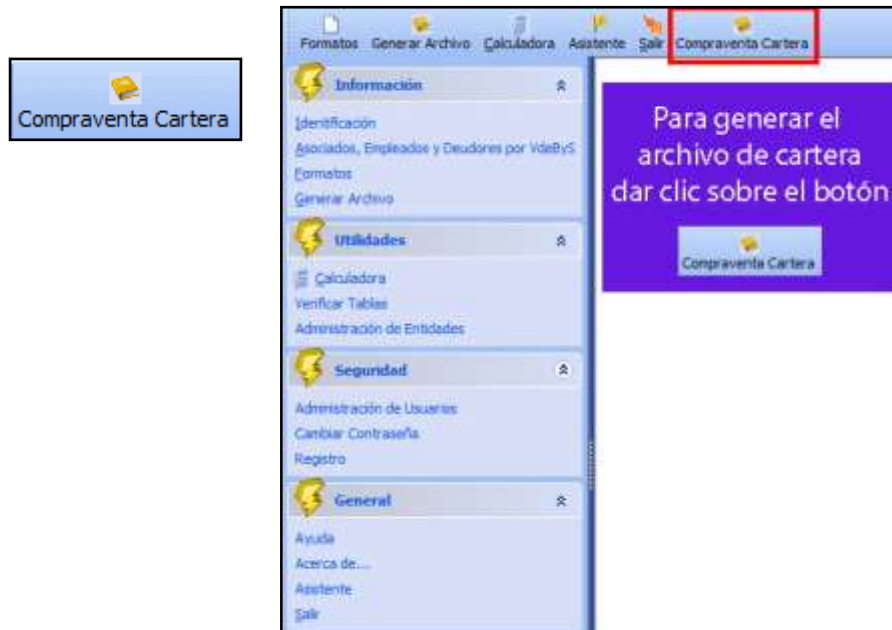 Compraventa Cartera
Formatos Generar Archivo Calculadora Asistente Salir Compraventa Cartera
Información
Identificación
Asociados, Empleados y Deudores por VdeByS
Formatos
Generar Archivo
Utilidades
Calculadora
Verificar Tablas
Administración de Entidades
Seguridad
Administración de Usuarios
Cambiar Contraseña
Registro
General
Ayuda
Acerca de...
Asistente
Salir
Para generar el
archivo de cartera
dar clic sobre el botón
Compraventa Cartera